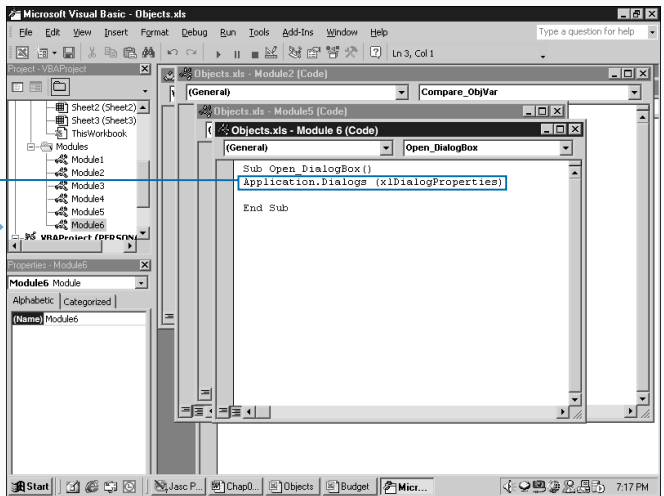 Microsoft Visual Basic - Objects.xls
File Edit View Insert Format Debug Run Tools Add-Ins Window Help
Type a question for help
Ln 3, Col 1
Project - VBAProject
Sheet2 (Sheet2)
Sheet3 (Sheet3)
ThisWorkbook
Modules
Module1
Module2
Module3
Module4
Module5
Module6
VBAProject (PERSON
Properties - Module6
Module6 Module
Alphabetic Categorized
(Name) Module6
Objects.xls - Module2 (Code)
(General) Compare_ObjVar
Objects.xls - Module5 (Code)
Objects.xls - Module 6 (Code)
(General) Open_DialogBox
Sub Open_DialogBox()
Application.Dialogs (xlDialogProperties)
End Sub
Start Jasc P... Chap0... Objects Budget Micr... 7:17 PM